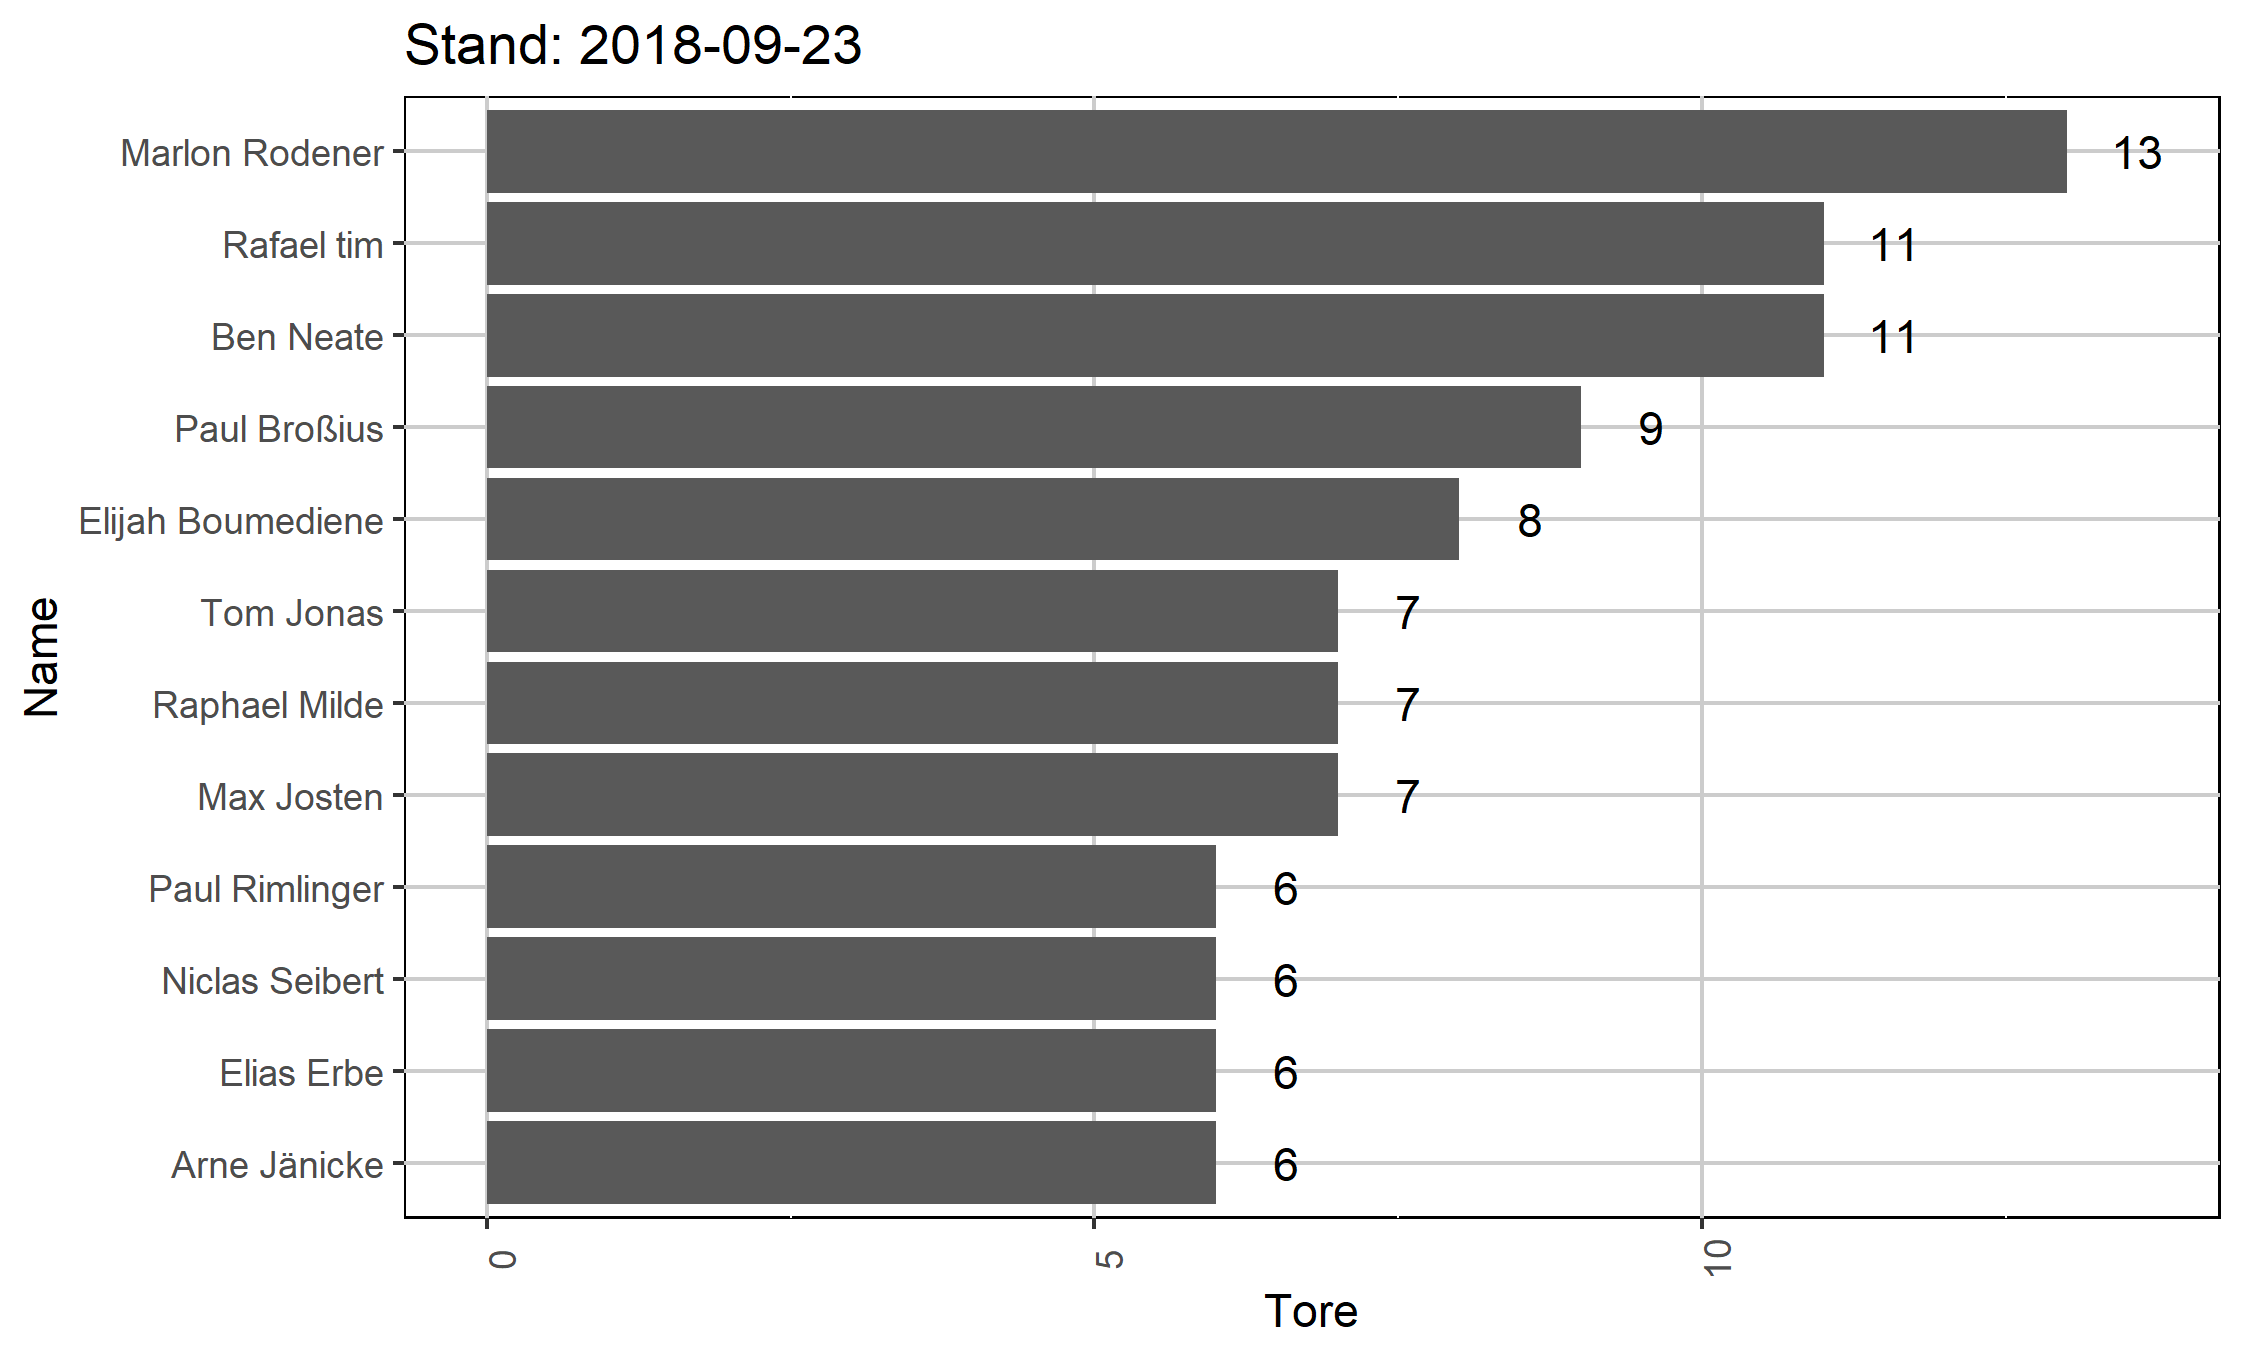 Stand: 2018-09-23
Marlon Rodener 13
Rafael tim 11
Ben Neate 11
Paul Broßius 9
Elijah Boumediene 8
Tom Jonas 7
Raphael Milde 7
Max Josten 7
Paul Rimlinger 6
Niclas Seibert 6
Elias Erbe 6
Arne Jänicke 6
Name
0 5 10
Tore